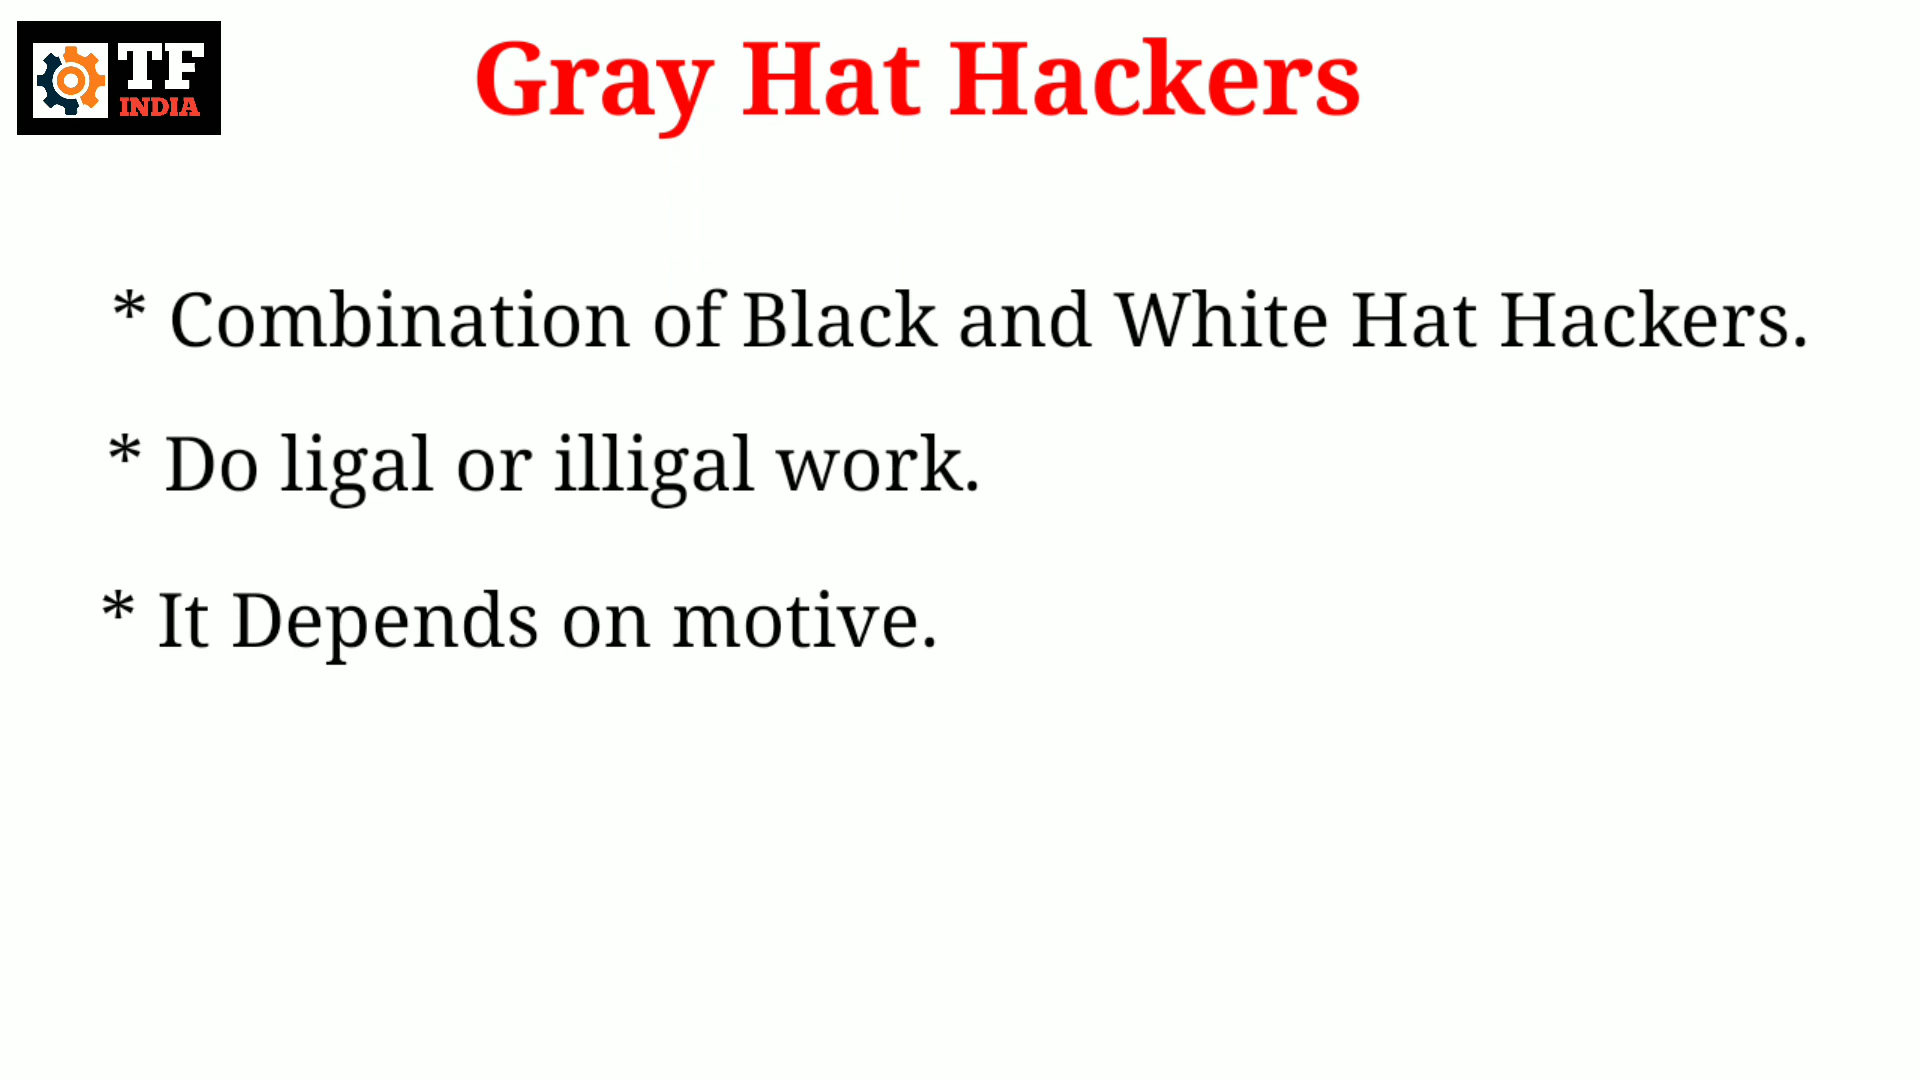 TF
INDIA
Gray Hat Hackers
* Combination of Black and White Hat Hackers.
* Do ligal or illigal work.
* It Depends on motive.